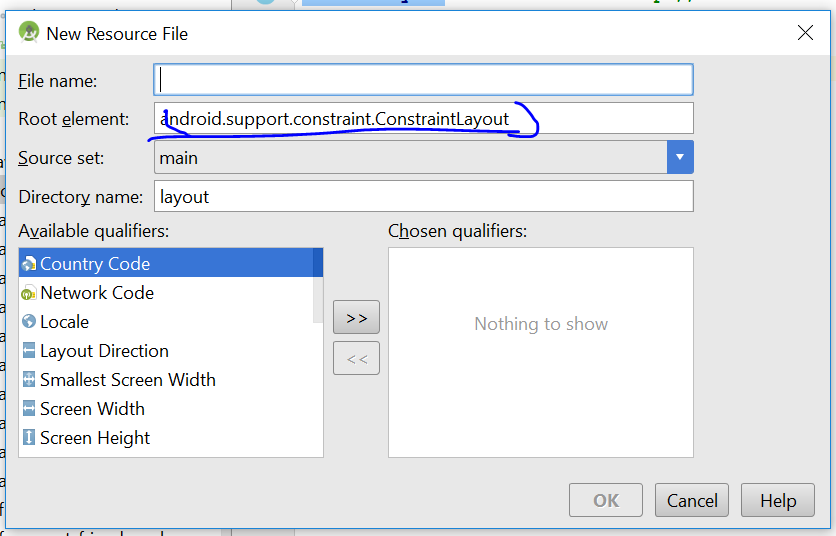 New Resource File
File name:
Root element: android.support.constraint.ConstraintLayout
Source set: main
Directory name: layout
Available qualifiers: Chosen qualifiers:
Country Code
Network Code
Locale
Layout Direction
Smallest Screen Width
Screen Width
Screen Height
>>
<<
Nothing to show
OK Cancel Help